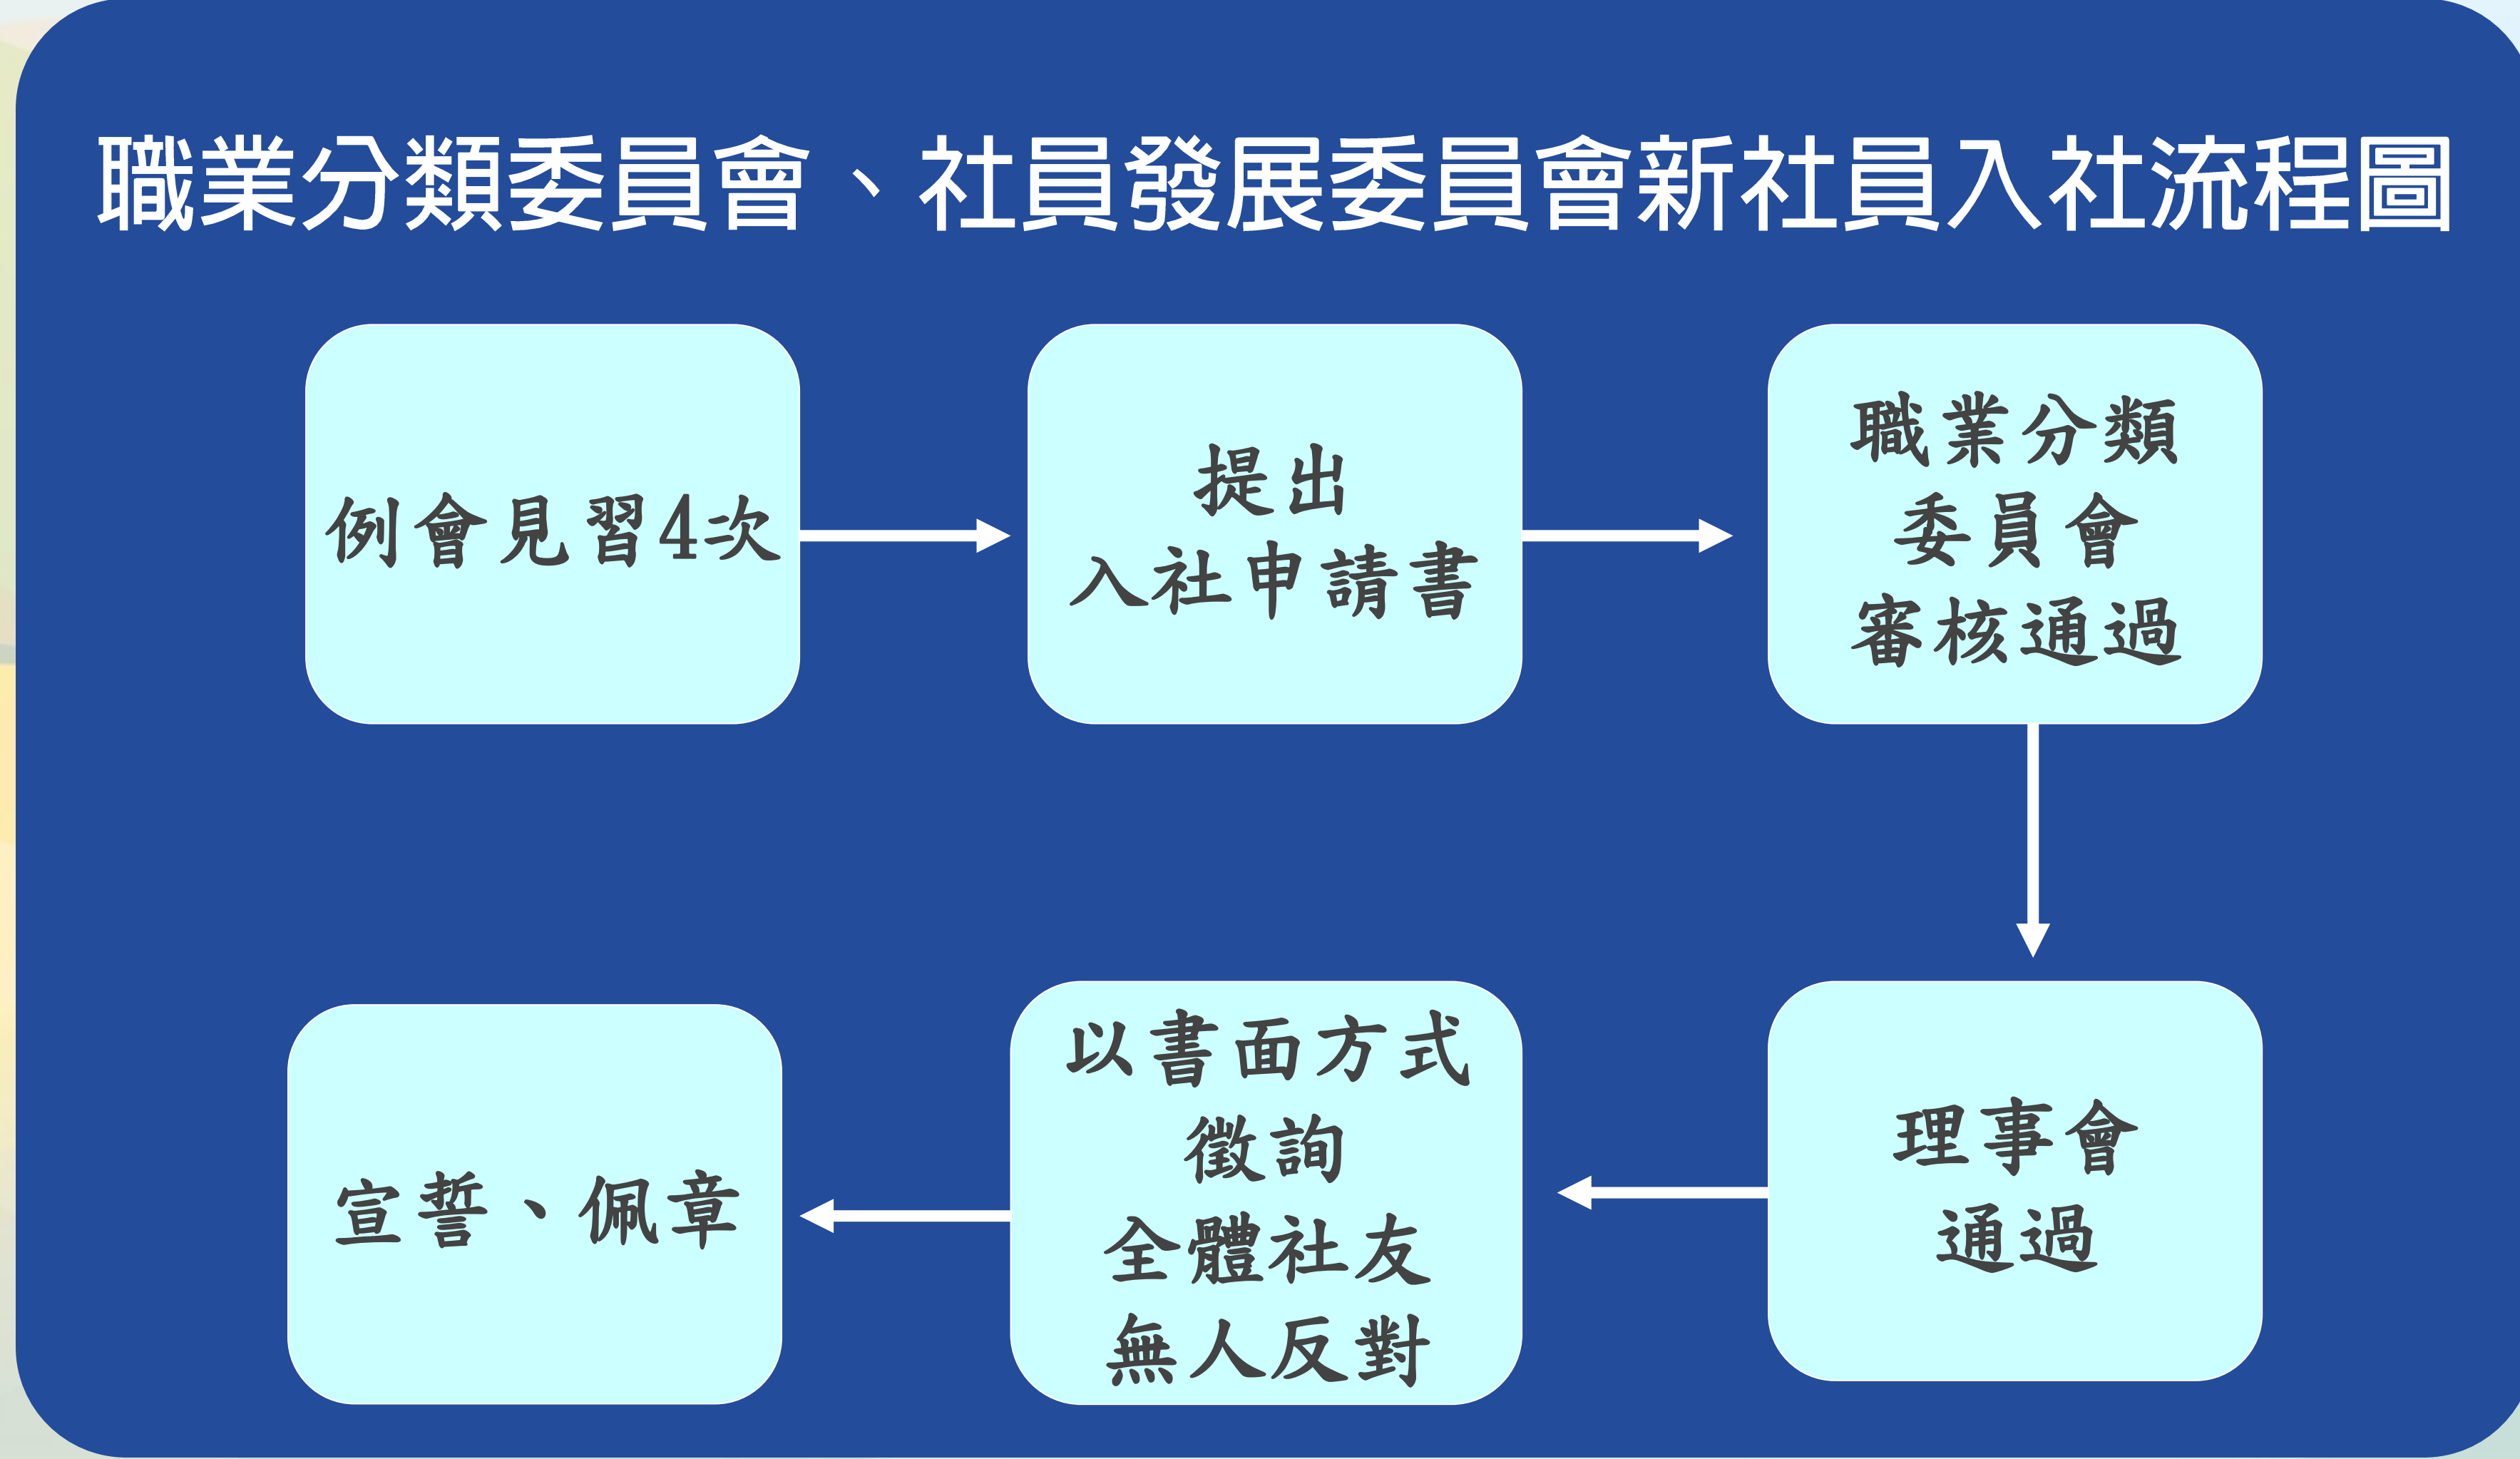 職業分類委員會、社員發展委員會新社員入社流程圖
例會見習4次
提出
入社申請書
職業分類
委員會
審核通過
理事會
通過
以書面方式
徵詢
全體社友
無人反對
宣誓、佩章